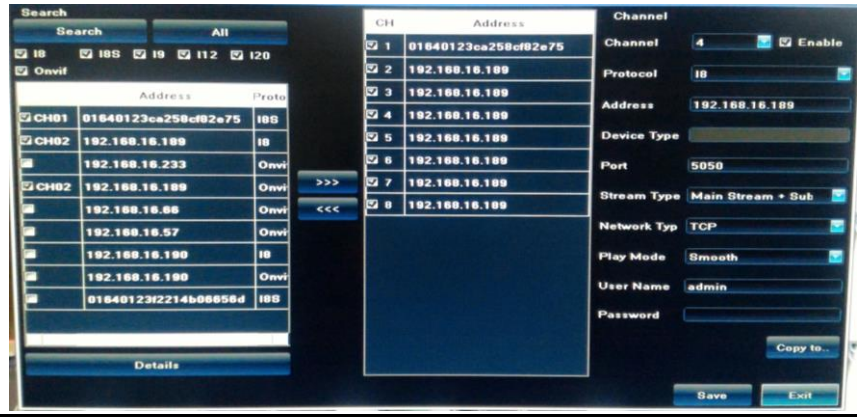 Search
Search All
I8 I8S I9 I12 I20
Onvif
Address Proto
CH01 01640123ca258cf82e75 I8S
CH02 192.168.16.189 I8
192.168.16.233 Onvi
CH02 192.168.16.189 Onvi
192.168.16.66 Onvi
192.168.16.57 Onvi
192.168.16.190 I8
192.168.16.190 Onvi
01640123f2214b06656d I8S
Details
>>>
<<<
CH Address
1 01640123ca258cf82e75
2 192.168.16.189
3 192.168.16.189
4 192.168.16.189
5 192.168.16.189
6 192.168.16.189
7 192.168.16.189
8 192.168.16.189
Channel
Channel 4 Enable
Protocol I8
Address 192.168.16.189
Device Type
Port 5050
Stream Type Main Stream + Sub
Network Typ TCP
Play Mode Smooth
User Name admin
Password
Copy to..
Save Exit